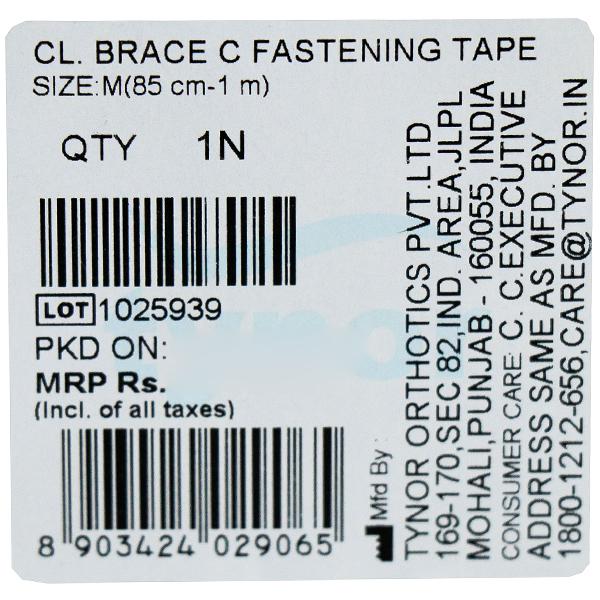 CL. BRACE C FASTENING TAPE
SIZE:M(85 cm-1 m)
QTY 1N
LOT 1025939
PKD ON:
MRP Rs.
(Incl. of all taxes)
8 903424 029065
Mfd By :
TYNOR ORTHOTICS PVT.LTD
169-170,SEC 82,IND. AREA,JLPL
MOHALI,PUNJAB - 160055, INDIA
CONSUMER CARE: C. C.EXECUTIVE
ADDRESS SAME AS MFD. BY
1800-1212-656,CARE@TYNOR.IN
tynor